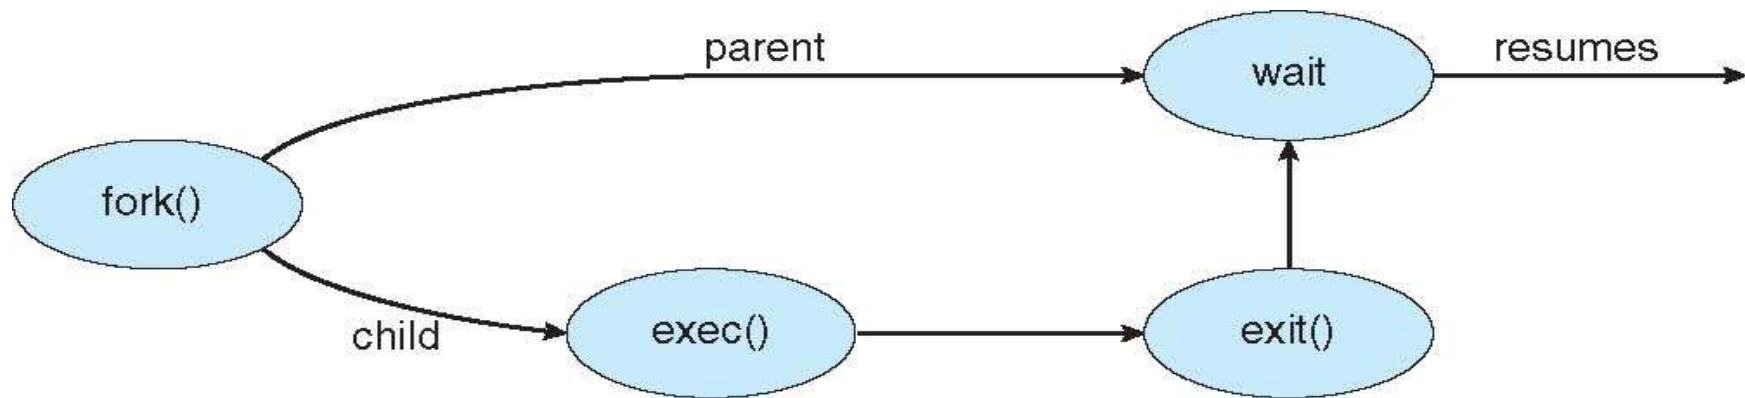 parent
wait
resumes
fork()
child
exec()
exit()